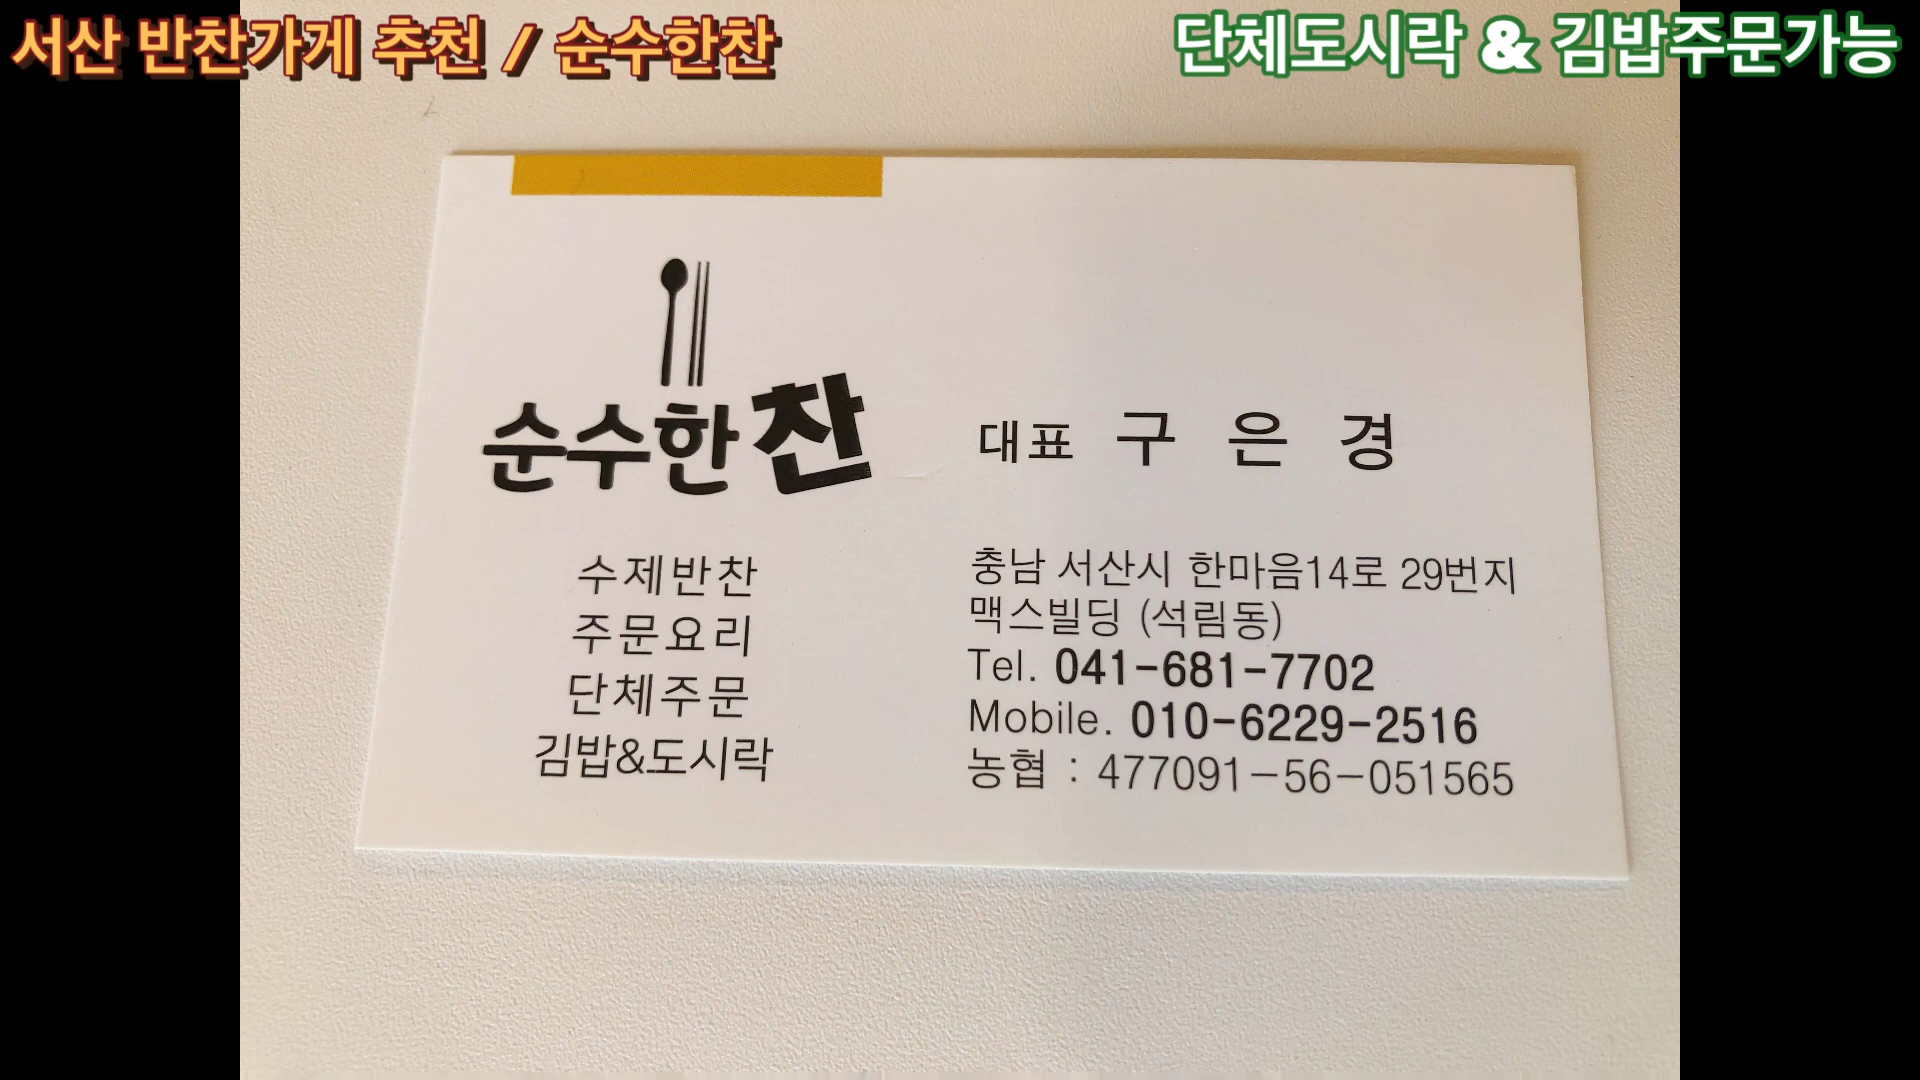 서산 반찬가게 추천 / 순수한찬
단체도시락 & 김밥주문가능
순수한찬
수제반찬
주문요리
단체주문
김밥&도시락
대표 구은경
충남 서산시 한마음14로 29번지
맥스빌딩 (석림동)
Tel. 041-681-7702
Mobile. 010-6229-2516
농협 : 477091-56-051565